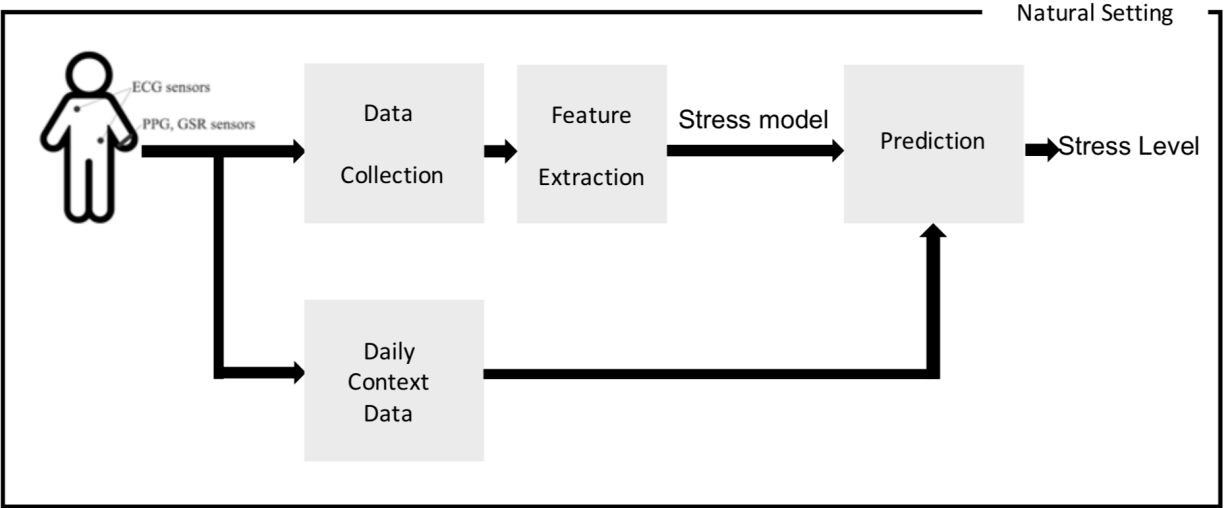 Natural Setting
ECG sensors
PPG, GSR sensors
Data
Collection
Feature
Extraction
Stress model
Prediction
Stress Level
Daily
Context
Data